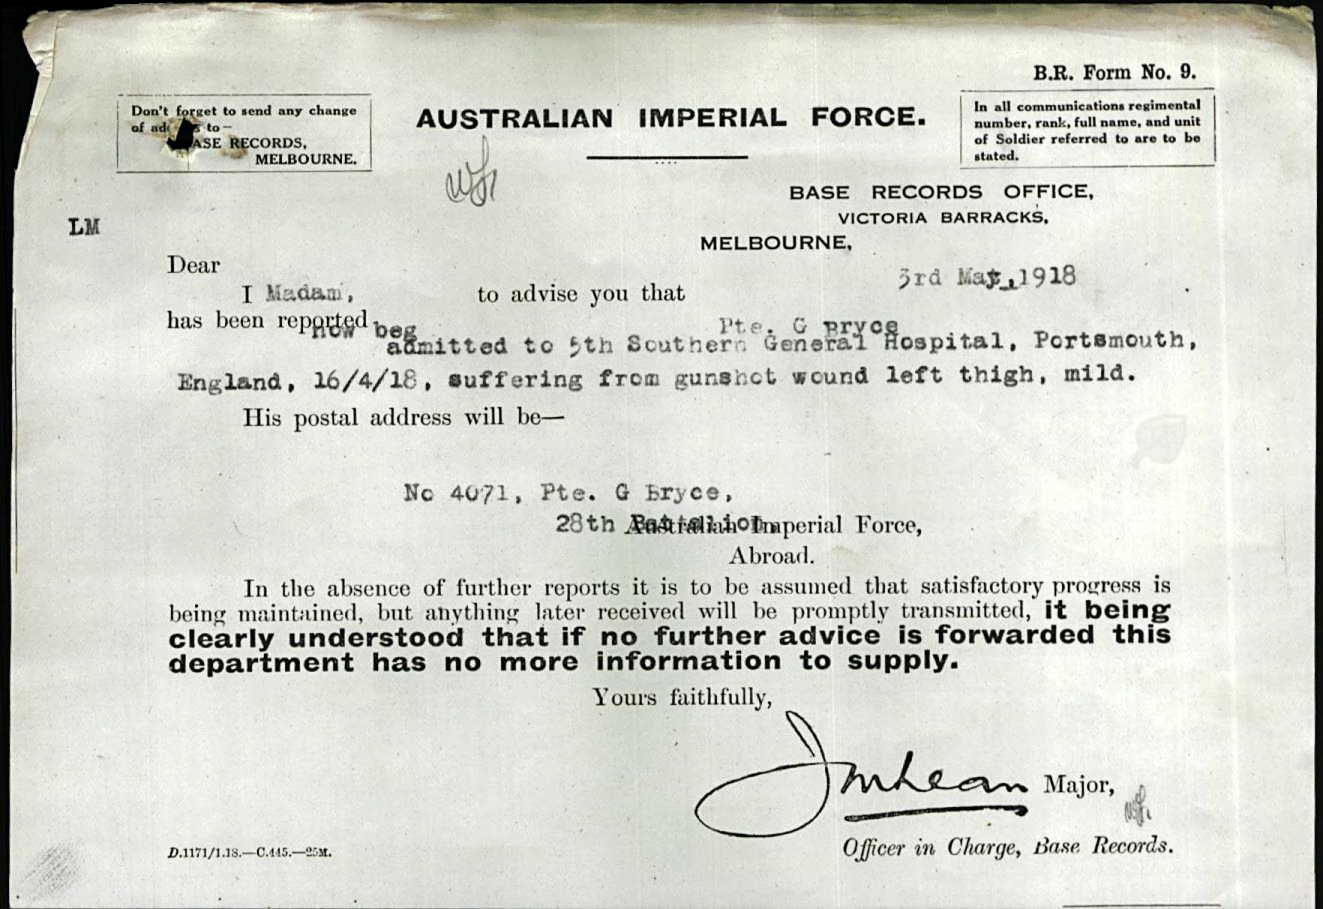 B.R. Form No. 9.
Don't forget to send any change
of ad s to—
BASE RECORDS,
MELBOURNE.
AUSTRALIAN IMPERIAL FORCE.
In all communications regimental
number, rank, full name, and unit
of Soldier referred to are to be
stated.
BASE RECORDS OFFICE,
VICTORIA BARRACKS,
MELBOURNE,
LM
3rd May, 1918
Dear
I Madam, to advise you that
has been reported
now beg Pte. G Bryce
admitted to 5th Southern General Hospital, Portsmouth,
England, 16/4/18, suffering from gunshot wound left thigh, mild.
His postal address will be—
No 4071, Pte. G Bryce,
28th Battalion,
Australian Imperial Force,
Abroad.
In the absence of further reports it is to be assumed that satisfactory progress is
being maintained, but anything later received will be promptly transmitted, it being
clearly understood that if no further advice is forwarded this
department has no more information to supply.
Yours faithfully,
JMLean Major,
Officer in Charge, Base Records.
D.1171/1.18.—C.445.—25M.